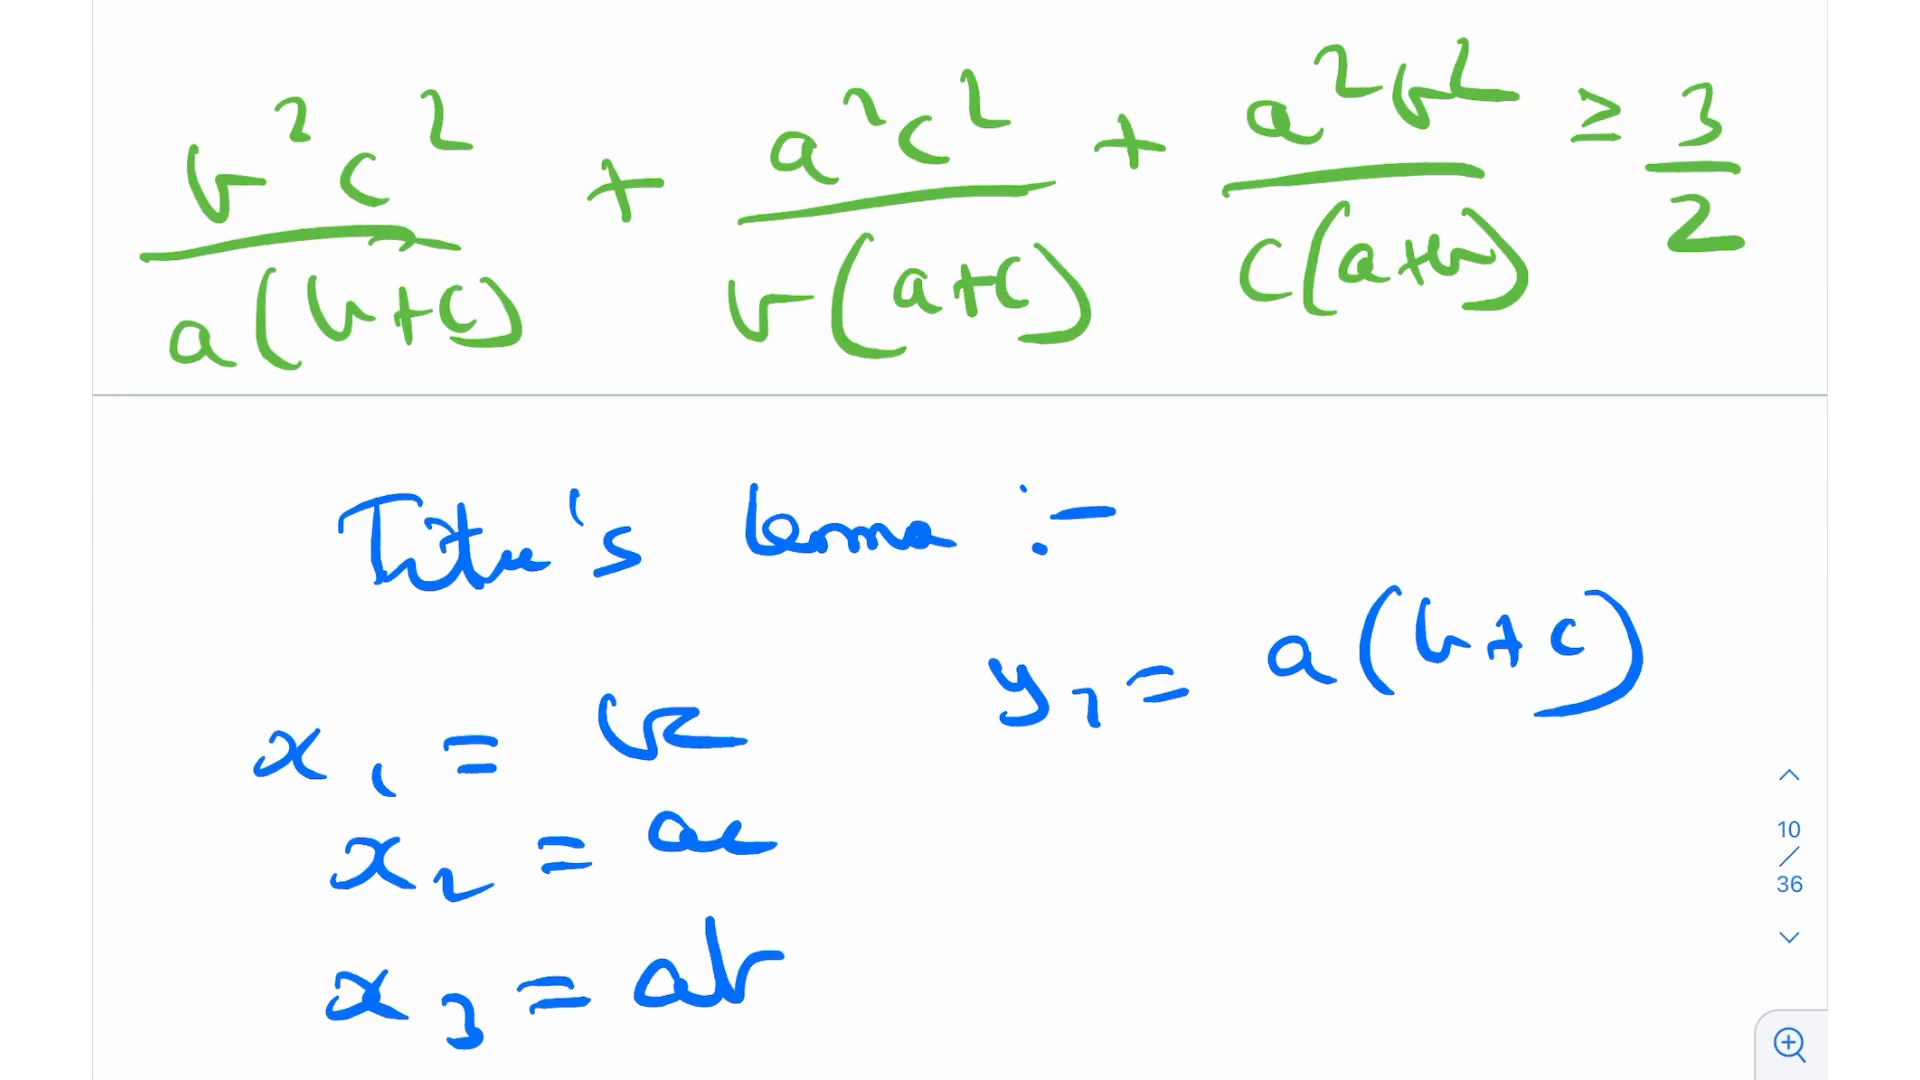 b²c²/a(b+c) + a²c²/b(a+c) + a²b²/c(a+b) ≥ 3/2
Titu's lemma :-
x₁ = bc
y₁ = a(b+c)
x₂ = ac
x₃ = ab
10
/
36